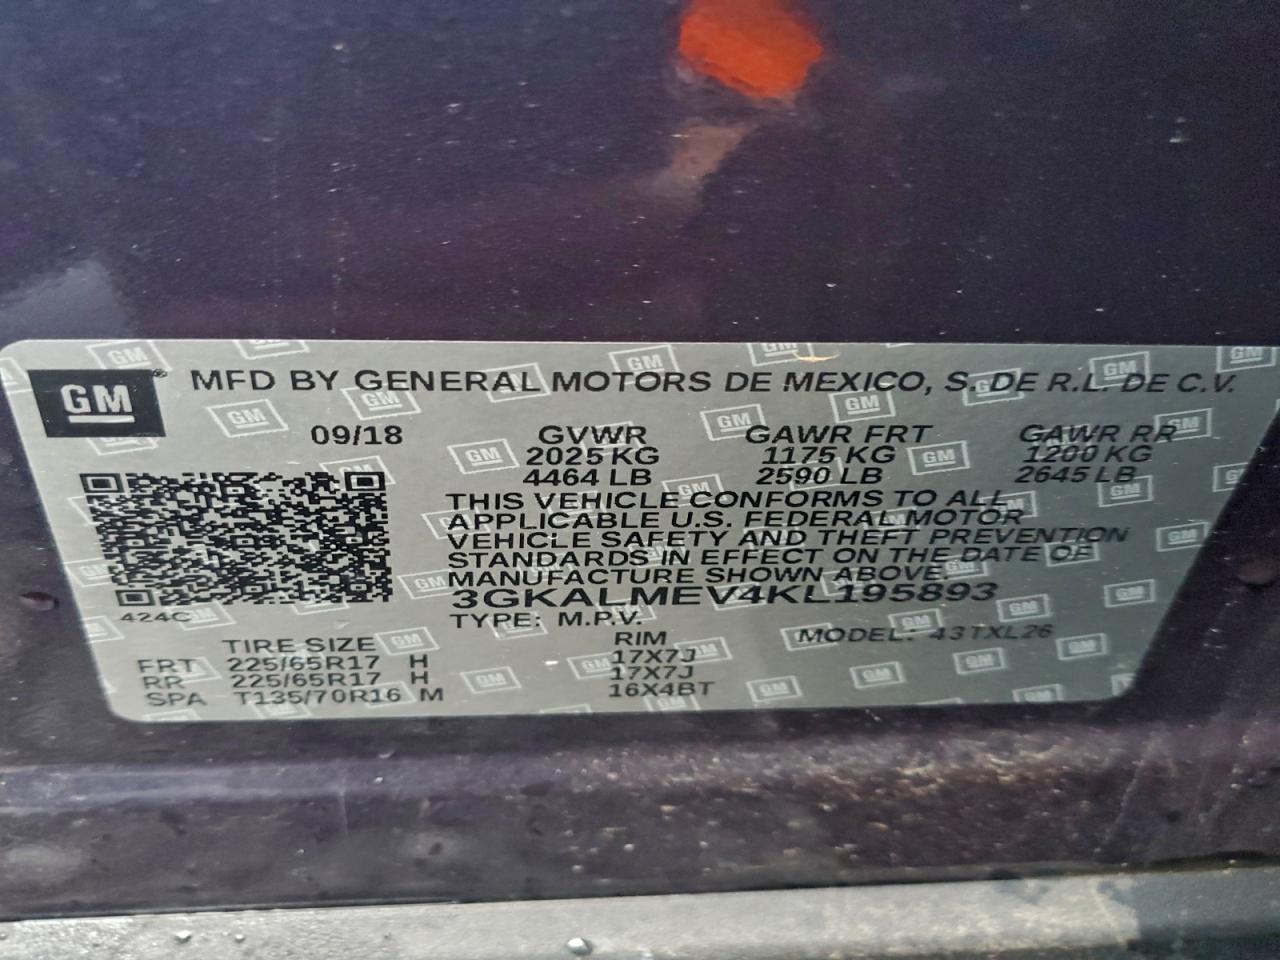 GM
MFD BY GENERAL MOTORS DE MEXICO, S. DE R.L. DE C.V.
09/18 GVWR GAWR FRT GAWR RR
2025 KG 1175 KG 1200 KG
4464 LB 2590 LB 2645 LB
THIS VEHICLE CONFORMS TO ALL
APPLICABLE U.S. FEDERAL MOTOR
VEHICLE SAFETY AND THEFT PREVENTION
STANDARDS IN EFFECT ON THE DATE OF
MANUFACTURE SHOWN ABOVE.
3GKALMEV4KL195893
424C
TYPE: M.P.V. MODEL: 43TXL26
TIRE SIZE RIM
FRT 225/65R17 H 17X7J
RR 225/65R17 H 17X7J
SPA T135/70R16 M 16X4BT